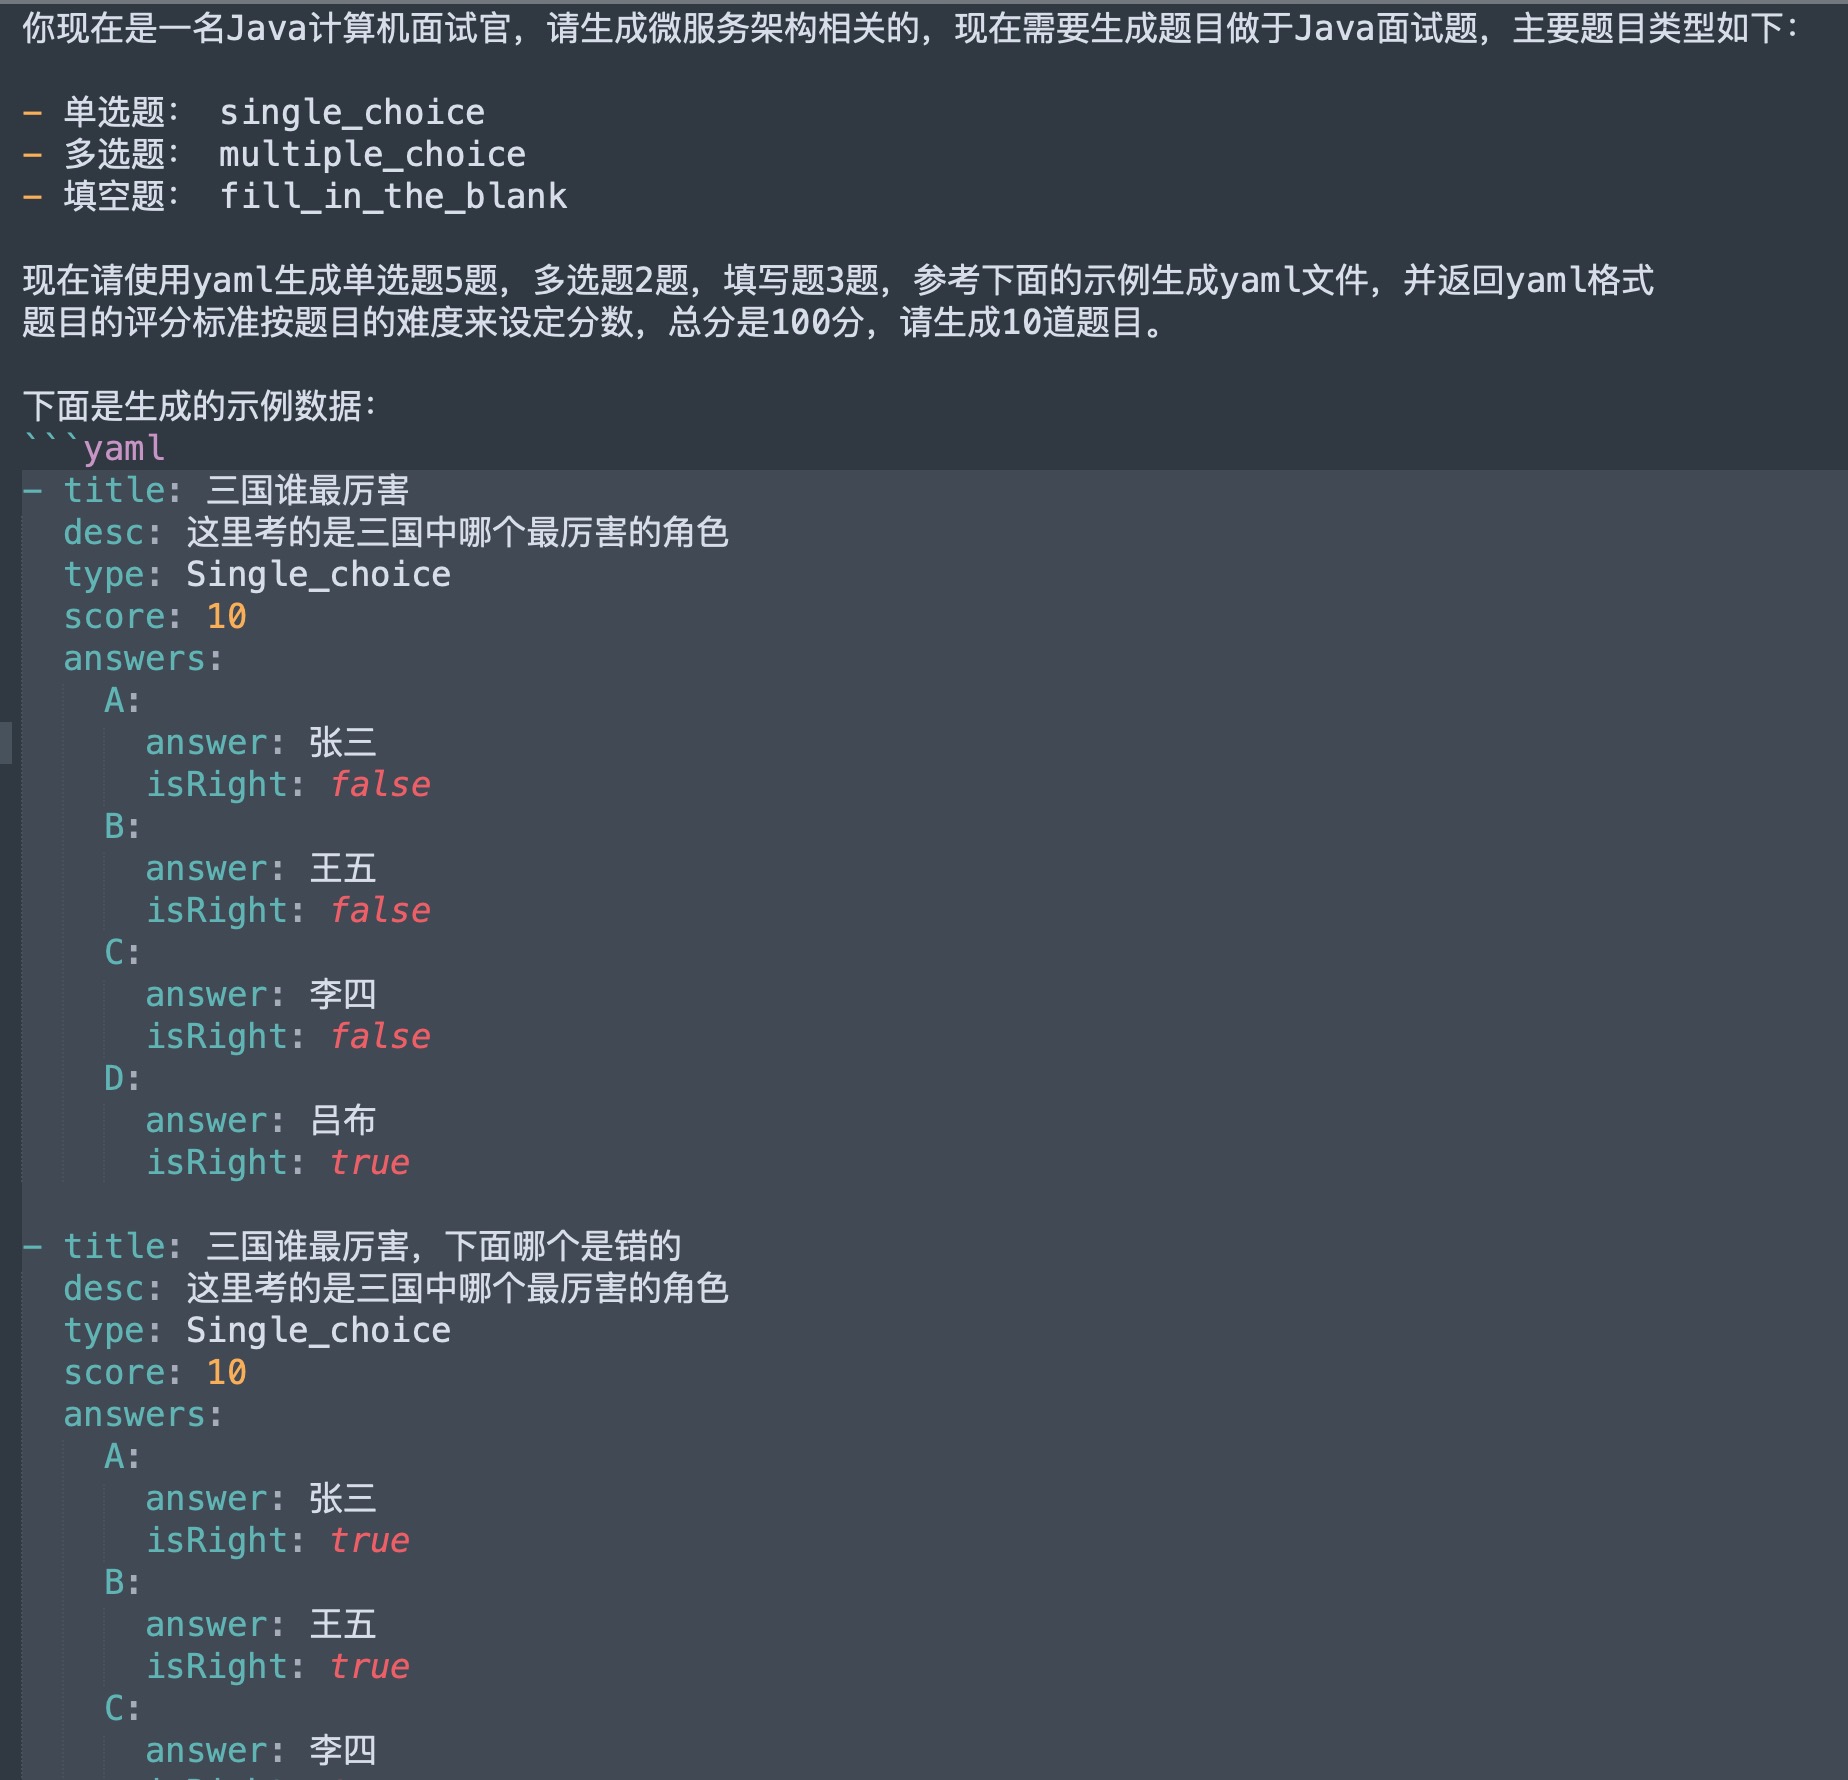 你现在是一名Java计算机面试官，请生成微服务架构相关的，现在需要生成题目做于Java面试题，主要题目类型如下：
- 单选题： single_choice
- 多选题： multiple_choice
- 填空题： fill_in_the_blank
现在请使用yaml生成单选题5题，多选题2题，填写题3题，参考下面的示例生成yaml文件，并返回yaml格式
题目的评分标准按题目的难度来设定分数，总分是100分，请生成10道题目。
下面是生成的示例数据：
```yaml
- title: 三国谁最厉害
desc: 这里考的是三国中哪个最厉害的角色
type: Single_choice
score: 10
answers:
A:
answer: 张三
isRight: false
B:
answer: 王五
isRight: false
C:
answer: 李四
isRight: false
D:
answer: 吕布
isRight: true
- title: 三国谁最厉害，下面哪个是错的
desc: 这里考的是三国中哪个最厉害的角色
type: Single_choice
score: 10
answers:
A:
answer: 张三
isRight: true
B:
answer: 王五
isRight: true
C:
answer: 李四